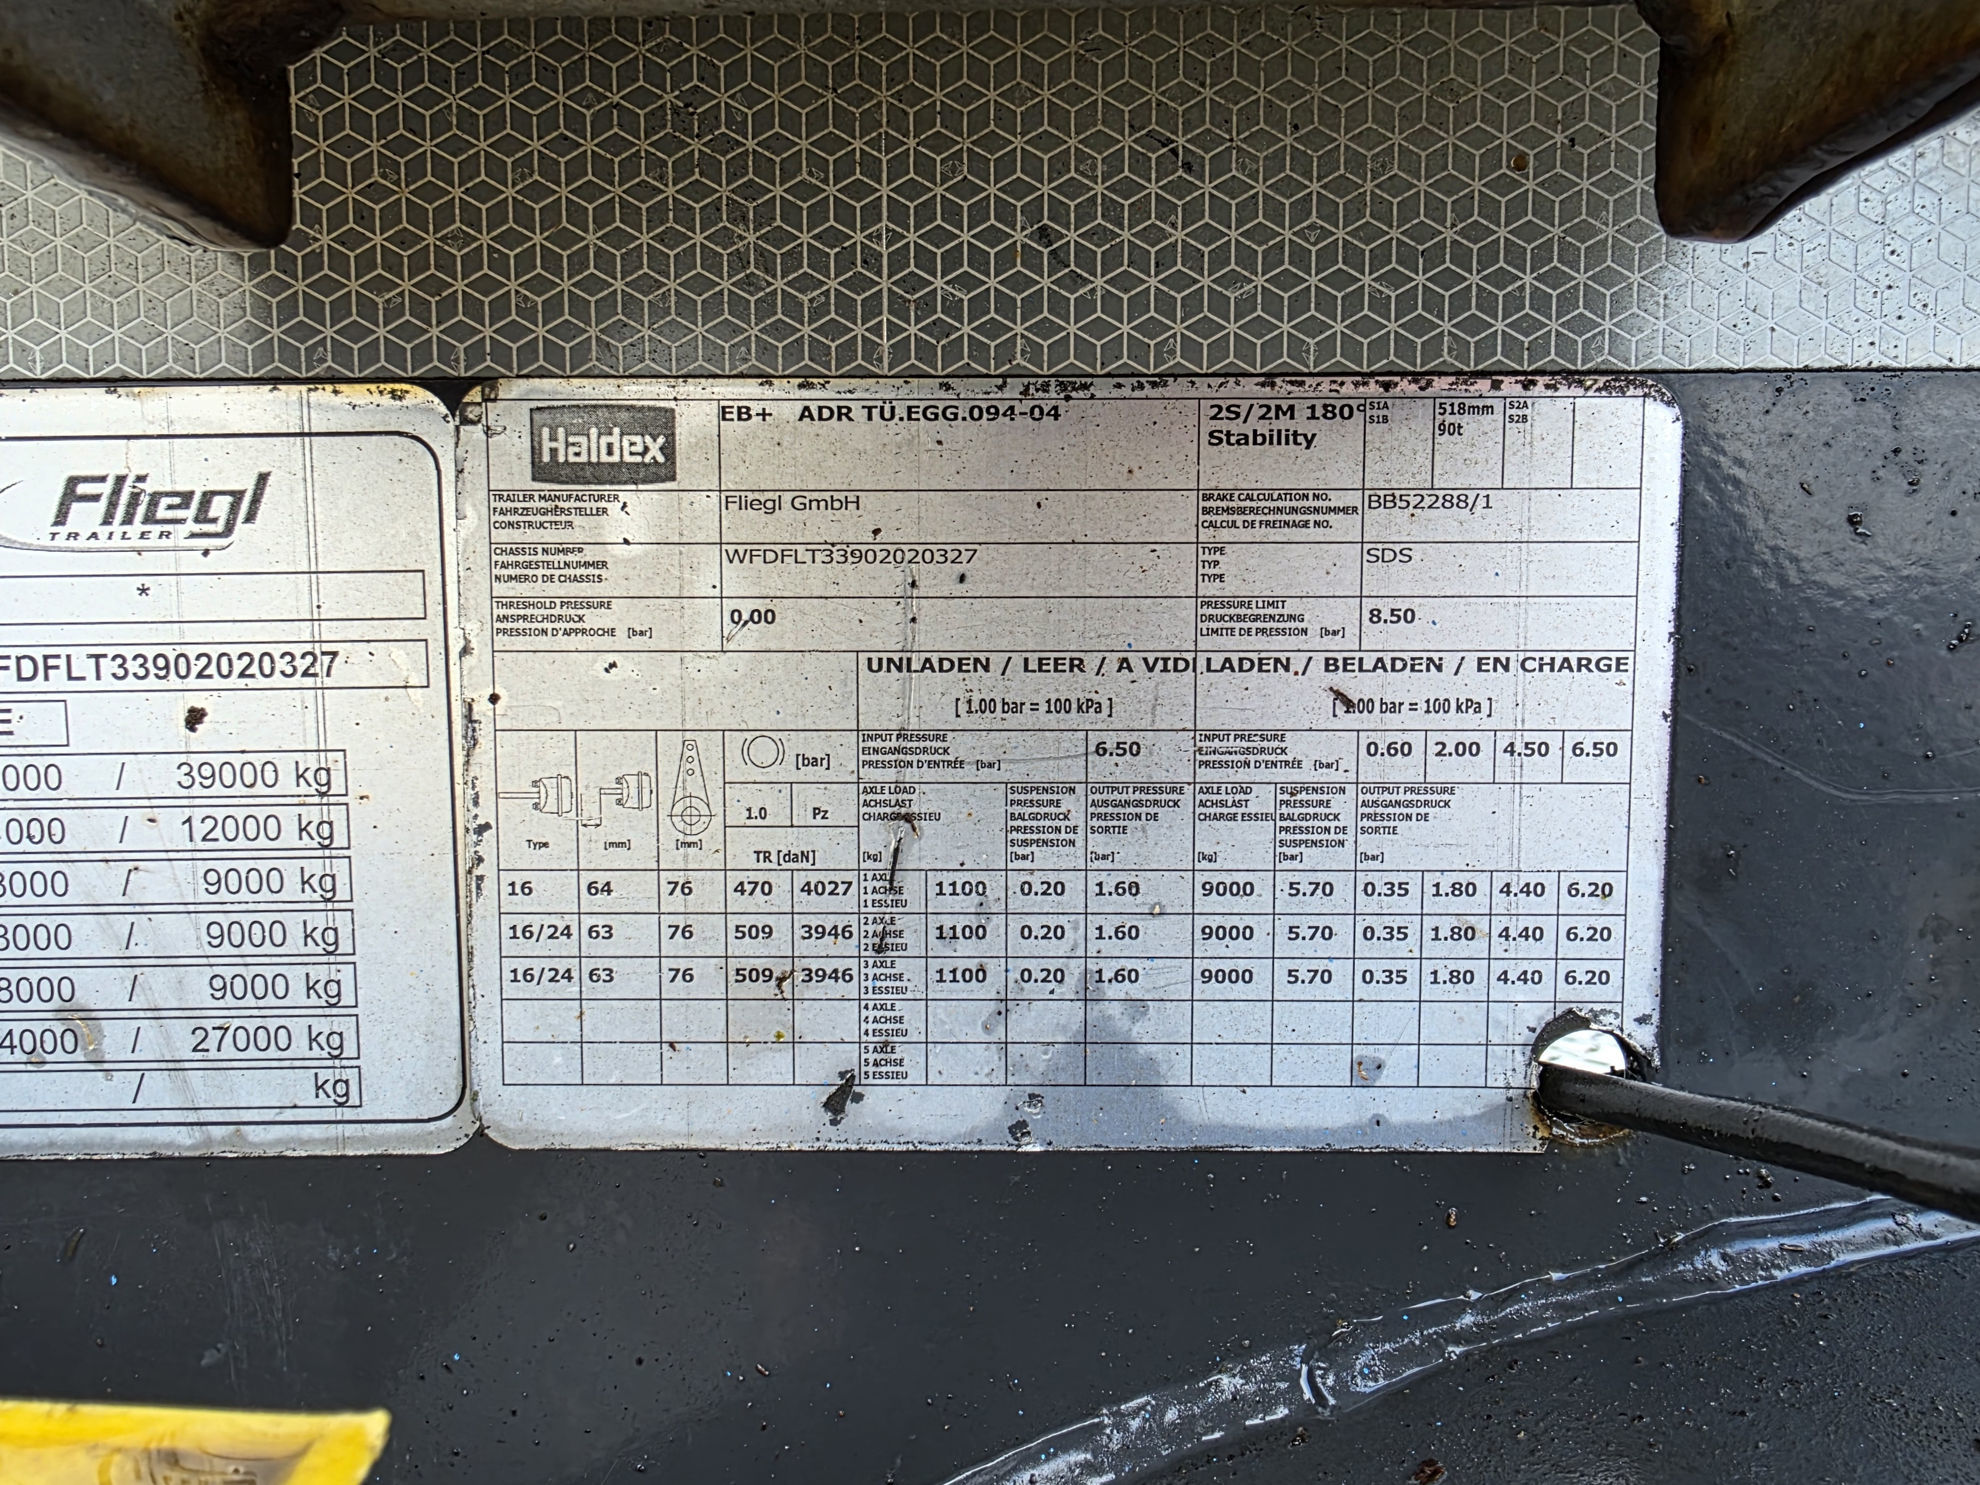 Fliegl
TRAILER
*
FDFLT33902020327
E
000 / 39000 kg
000 / 12000 kg
8000 / 9000 kg
8000 / 9000 kg
8000 / 9000 kg
4000 / 27000 kg
/ kg
Haldex
EB+ ADR TÜ.EGG.094-04
2S/2M 180°
Stability
S1A
S1B
518mm
90t
S2A
S2B
TRAILER MANUFACTURER
FAHRZEUGHERSTELLER
CONSTRUCTEUR
Fliegl GmbH
BRAKE CALCULATION NO.
BREMSBERECHNUNGSNUMMER
CALCUL DE FREINAGE NO.
BB52288/1
CHASSIS NUMBER
FAHRGESTELLNUMMER
NUMERO DE CHASSIS
WFDFLT33902020327
TYPE
TYP
TYPE
SDS
THRESHOLD PRESSURE
ANSPRECHDRUCK
PRESSION D'APPROCHE [bar]
0.00
PRESSURE LIMIT
DRUCKBEGRENZUNG
LIMITE DE PRESSION [bar]
8.50
UNLADEN / LEER / A VIDE
LADEN / BELADEN / EN CHARGE
[ 1.00 bar = 100 kPa ]
[ 1.00 bar = 100 kPa ]
Type
[mm]
[mm]
[bar]
1.0 Pz
TR [daN]
INPUT PRESSURE
EINGANGSDRUCK
PRESSION D'ENTRÉE [bar]
6.50
INPUT PRESSURE
EINGANGSDRUCK
PRESSION D'ENTRÉE [bar]
0.60 2.00 4.50 6.50
AXLE LOAD
ACHSLAST
CHARGE ESSIEU
[kg]
SUSPENSION
PRESSURE
BALGDRUCK
PRESSION DE
SUSPENSION
[bar]
OUTPUT PRESSURE
AUSGANGSDRUCK
PRESSION DE
SORTIE
[bar]
AXLE LOAD
ACHSLAST
CHARGE ESSIEU
[kg]
SUSPENSION
PRESSURE
BALGDRUCK
PRESSION DE
SUSPENSION
[bar]
OUTPUT PRESSURE
AUSGANGSDRUCK
PRESSION DE
SORTIE
[bar]
16 64 76 470 4027
1 AXLE
1 ACHSE
1 ESSIEU
1100 0.20 1.60 9000 5.70 0.35 1.80 4.40 6.20
16/24 63 76 509 3946
2 AXLE
2 ACHSE
2 ESSIEU
1100 0.20 1.60 9000 5.70 0.35 1.80 4.40 6.20
16/24 63 76 509 3946
3 AXLE
3 ACHSE
3 ESSIEU
1100 0.20 1.60 9000 5.70 0.35 1.80 4.40 6.20
4 AXLE
4 ACHSE
4 ESSIEU
5 AXLE
5 ACHSE
5 ESSIEU